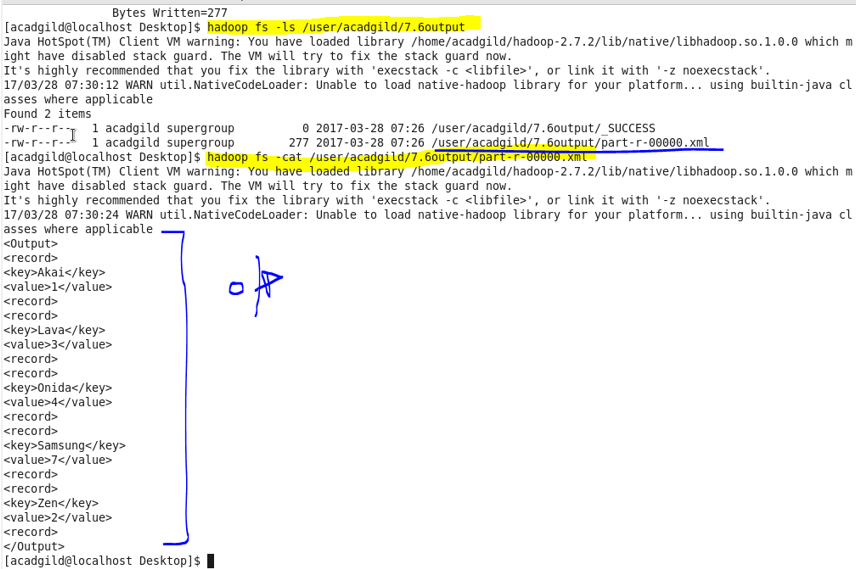 Bytes Written=277
[acadgild@localhost Desktop]$ hadoop fs -ls /user/acadgild/7.6output
Java HotSpot(TM) Client VM warning: You have loaded library /home/acadgild/hadoop-2.7.2/lib/native/libhadoop.so.1.0.0 which m
ight have disabled stack guard. The VM will try to fix the stack guard now.
It's highly recommended that you fix the library with 'execstack -c <libfile>', or link it with '-z noexecstack'.
17/03/28 07:30:12 WARN util.NativeCodeLoader: Unable to load native-hadoop library for your platform... using builtin-java cl
asses where applicable
Found 2 items
-rw-r--r-- 1 acadgild supergroup 0 2017-03-28 07:26 /user/acadgild/7.6output/_SUCCESS
-rw-r--r-- 1 acadgild supergroup 277 2017-03-28 07:26 /user/acadgild/7.6output/part-r-00000.xml
[acadgild@localhost Desktop]$ hadoop fs -cat /user/acadgild/7.6output/part-r-00000.xml
Java HotSpot(TM) Client VM warning: You have loaded library /home/acadgild/hadoop-2.7.2/lib/native/libhadoop.so.1.0.0 which m
ight have disabled stack guard. The VM will try to fix the stack guard now.
It's highly recommended that you fix the library with 'execstack -c <libfile>', or link it with '-z noexecstack'.
17/03/28 07:30:24 WARN util.NativeCodeLoader: Unable to load native-hadoop library for your platform... using builtin-java cl
asses where applicable
<Output>
<record>
<key>Akai</key>
<value>1</value>
<record>
<record>
<key>Lava</key>
<value>3</value>
<record>
<record>
<key>Onida</key>
<value>4</value>
<record>
<record>
<key>Samsung</key>
<value>7</value>
<record>
<record>
<key>Zen</key>
<value>2</value>
<record>
</Output>
[acadgild@localhost Desktop]$